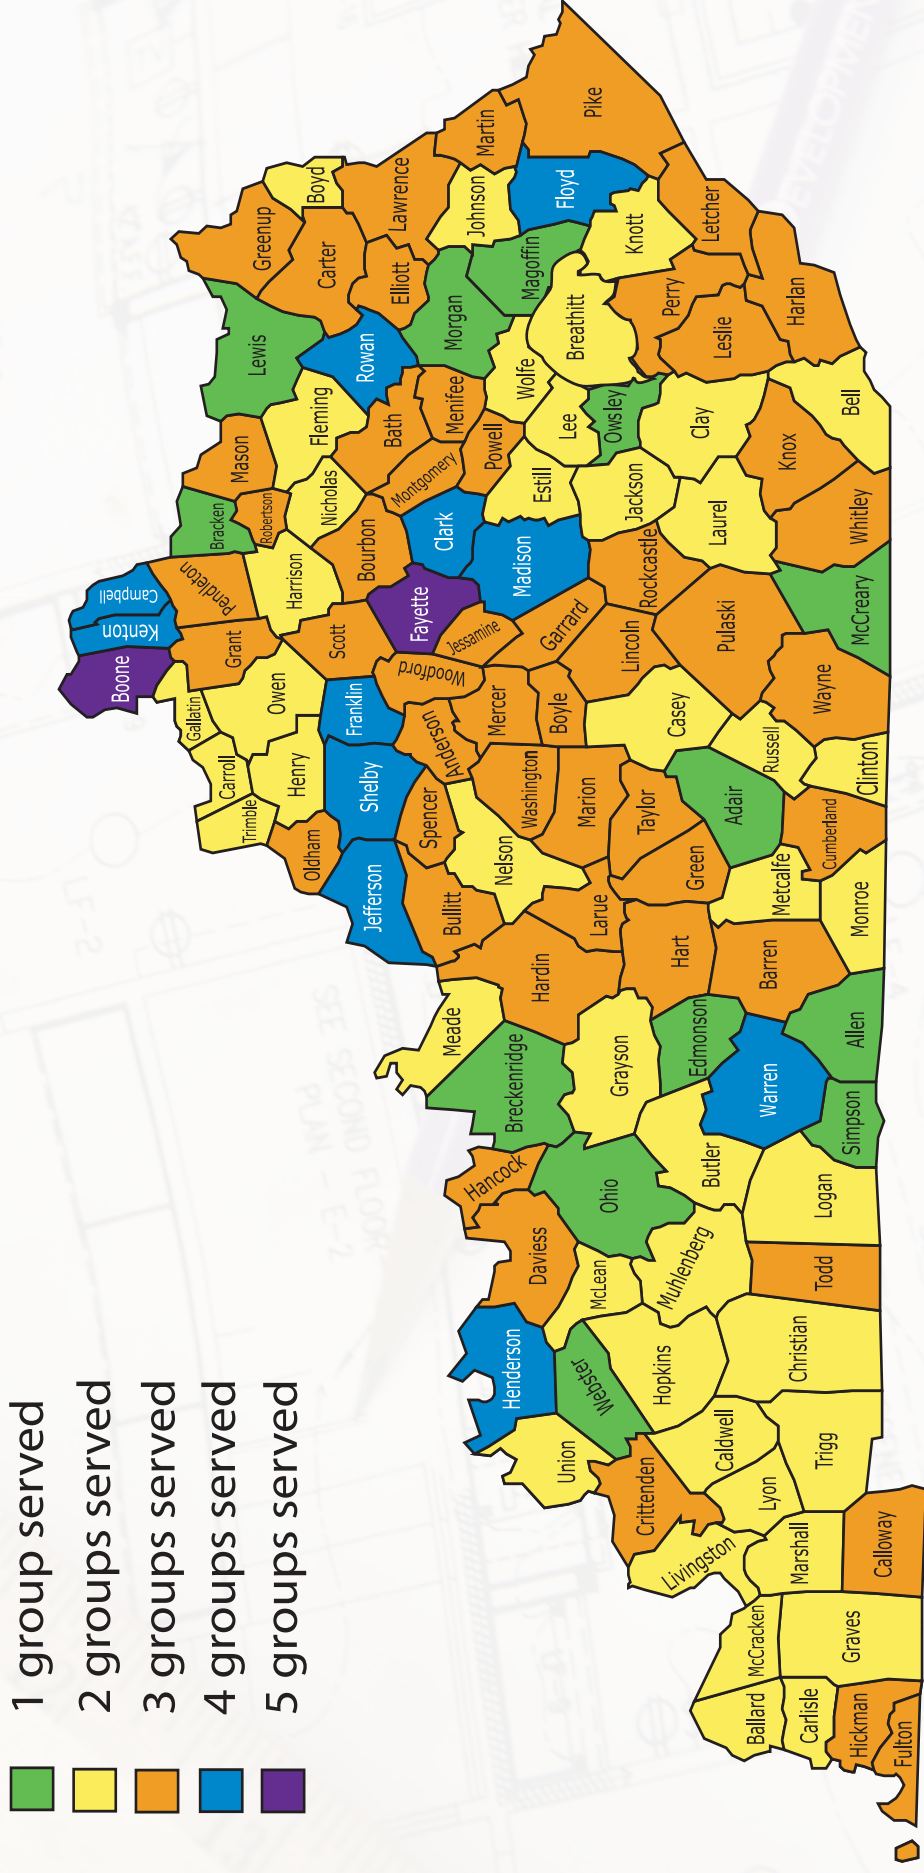 1 group served
2 groups served
3 groups served
4 groups served
5 groups served
Boone
Kenton
Campbell
Gallatin
Grant
Pendleton
Bracken
Mason
Lewis
Greenup
Boyd
Carroll
Trimble
Owen
Harrison
Robertson
Fleming
Carter
Henry
Oldham
Scott
Nicholas
Rowan
Elliott
Lawrence
Shelby
Franklin
Bourbon
Bath
Jefferson
Woodford
Fayette
Clark
Montgomery
Menifee
Morgan
Johnson
Martin
Spencer
Anderson
Jessamine
Powell
Wolfe
Magoffin
Floyd
Pike
Bullitt
Nelson
Washington
Mercer
Garrard
Madison
Estill
Lee
Breathitt
Knott
Meade
Hardin
Larue
Marion
Boyle
Lincoln
Rockcastle
Jackson
Owsley
Perry
Letcher
Breckenridge
Grayson
Hart
Green
Taylor
Casey
Pulaski
Laurel
Clay
Leslie
Harlan
Hancock
Daviess
Ohio
Edmonson
Barren
Metcalfe
Adair
Russell
Wayne
McCreary
Whitley
Knox
Bell
Henderson
McLean
Muhlenberg
Butler
Warren
Allen
Monroe
Cumberland
Clinton
Union
Webster
Hopkins
Christian
Todd
Logan
Simpson
Crittenden
Livingston
Caldwell
Lyon
Trigg
Marshall
Calloway
McCracken
Graves
Ballard
Carlisle
Hickman
Fulton
SEE SECOND FLOOR
PLAN - E-2
DEVELOPMEN